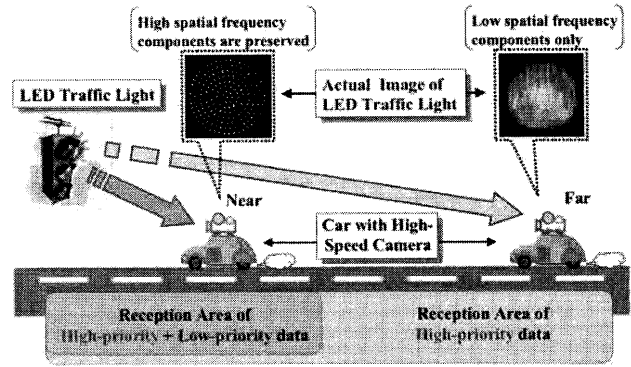 High spatial frequency
components are preserved
Low spatial frequency
components only
LED Traffic Light
Actual Image of
LED Traffic Light
Near
Far
Car with High-
Speed Camera
Reception Area of
High-priority + Low-priority data
Reception Area of
High-priority data